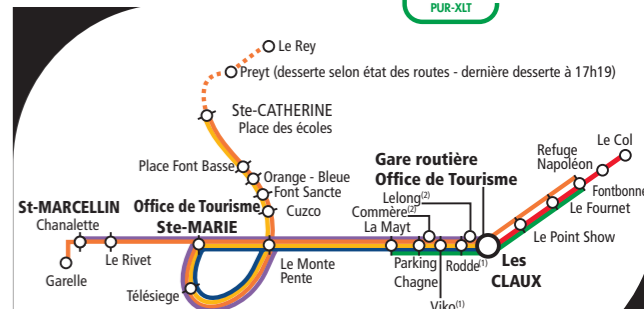 PUR-XLT
Le Rey
Preyt (desserte selon état des routes - dernière desserte à 17h19)
Ste-CATHERINE
Place des écoles
Place Font Basse
Orange - Bleue
Font Sancte
Cuzco
Gare routière
Office de Tourisme
Lelong(2)
Commère(2)
La Mayt
Refuge
Napoléon
Le Col
Fontbonne
Le Fournet
Le Point Show
St-MARCELLIN
Chanalette
Office de Tourisme
Ste-MARIE
Le Rivet
Garelle
Télésiege
Le Monte
Pente
Parking
Chagne
Viko(1)
Rodde(1)
Les
CLAUX